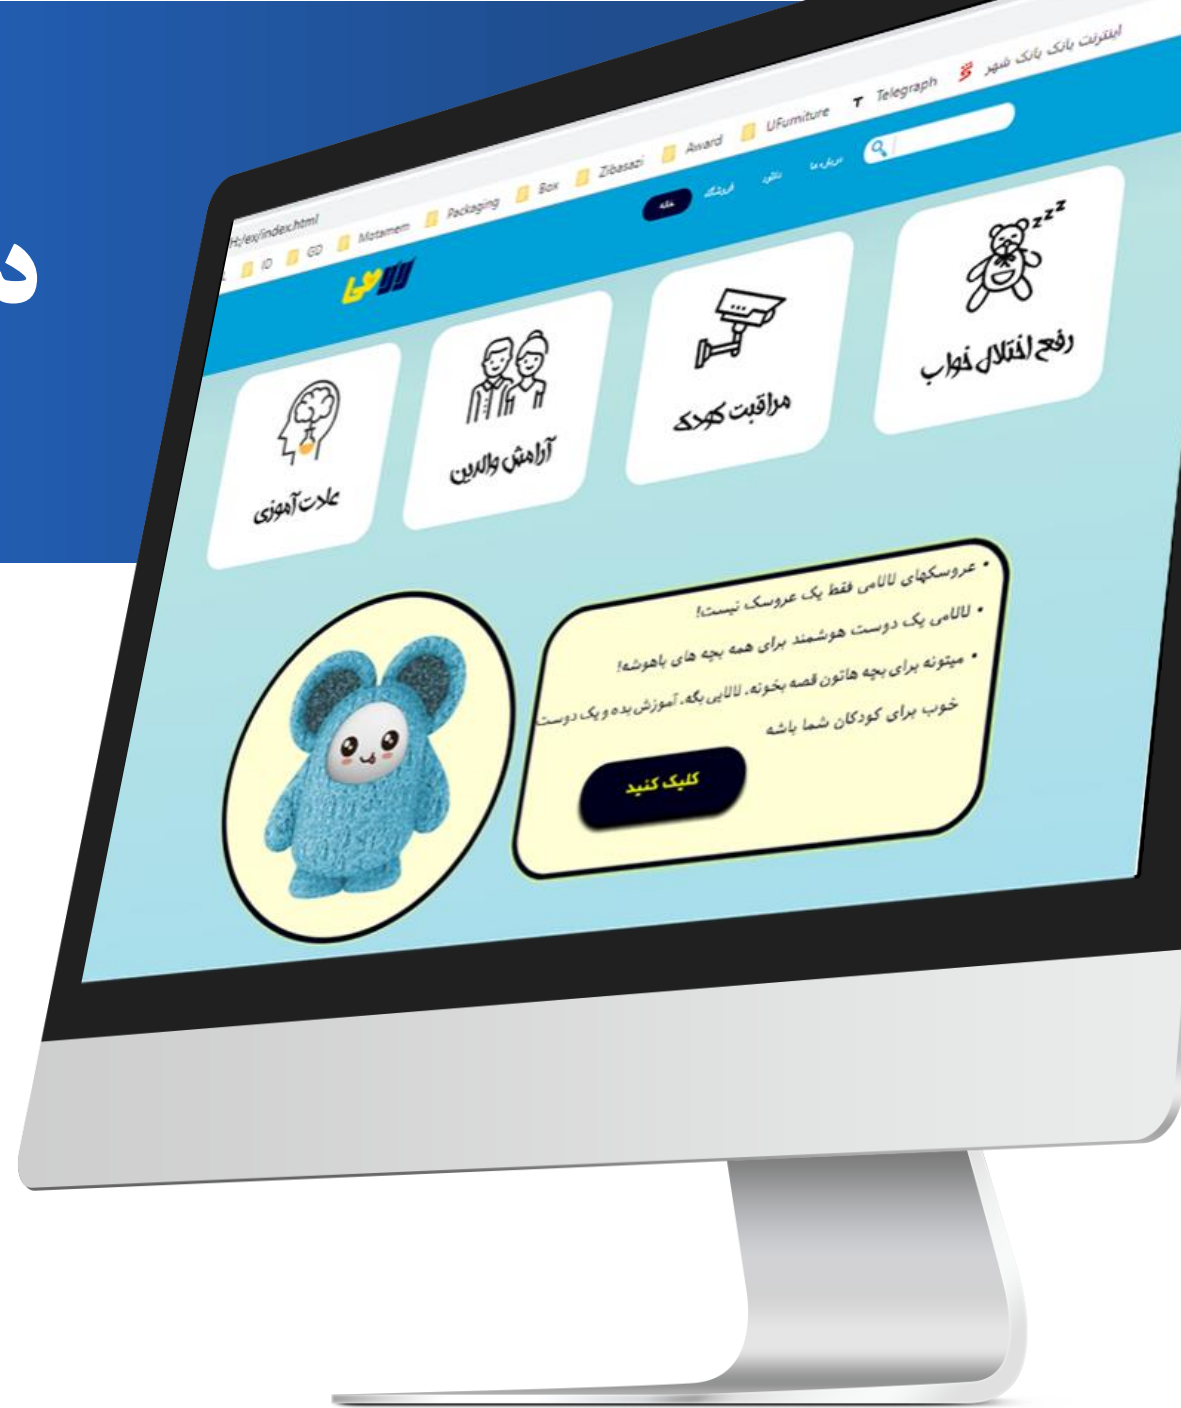 د
H:/ex/index.html
ID
GD
Motamem
Packaging
Box
Zibasazi
Award
UFurniture
T Telegraph
اینترنت بانک بانک شهر
خانه
فروشگاه
دانلود
درباره ما
zzz
رفع اختلال خواب
مراقبت کودک
آرامش والدین
عادت آموزی
• عروسکهای لالامی فقط یک عروسک نیست!
• لالامی یک دوست هوشمند برای همه بچه های باهوشه!
• میتونه برای بچه هاتون قصه بخونه، لالایی بگه، آموزش بده و یک دوست
خوب برای کودکان شما باشه
کلیک کنید